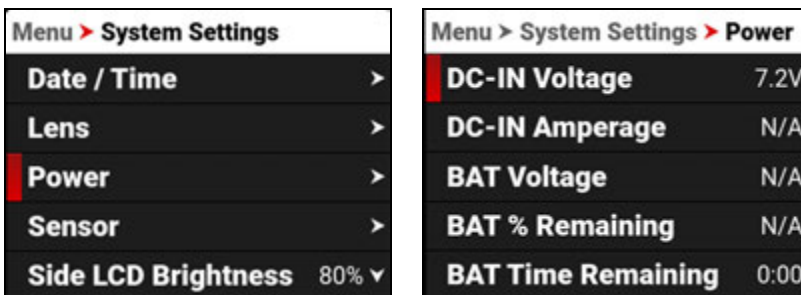 Menu > System Settings
Date / Time >
Lens >
Power >
Sensor >
Side LCD Brightness 80%
Menu > System Settings > Power
DC-IN Voltage 7.2V
DC-IN Amperage N/A
BAT Voltage N/A
BAT % Remaining N/A
BAT Time Remaining 0:00